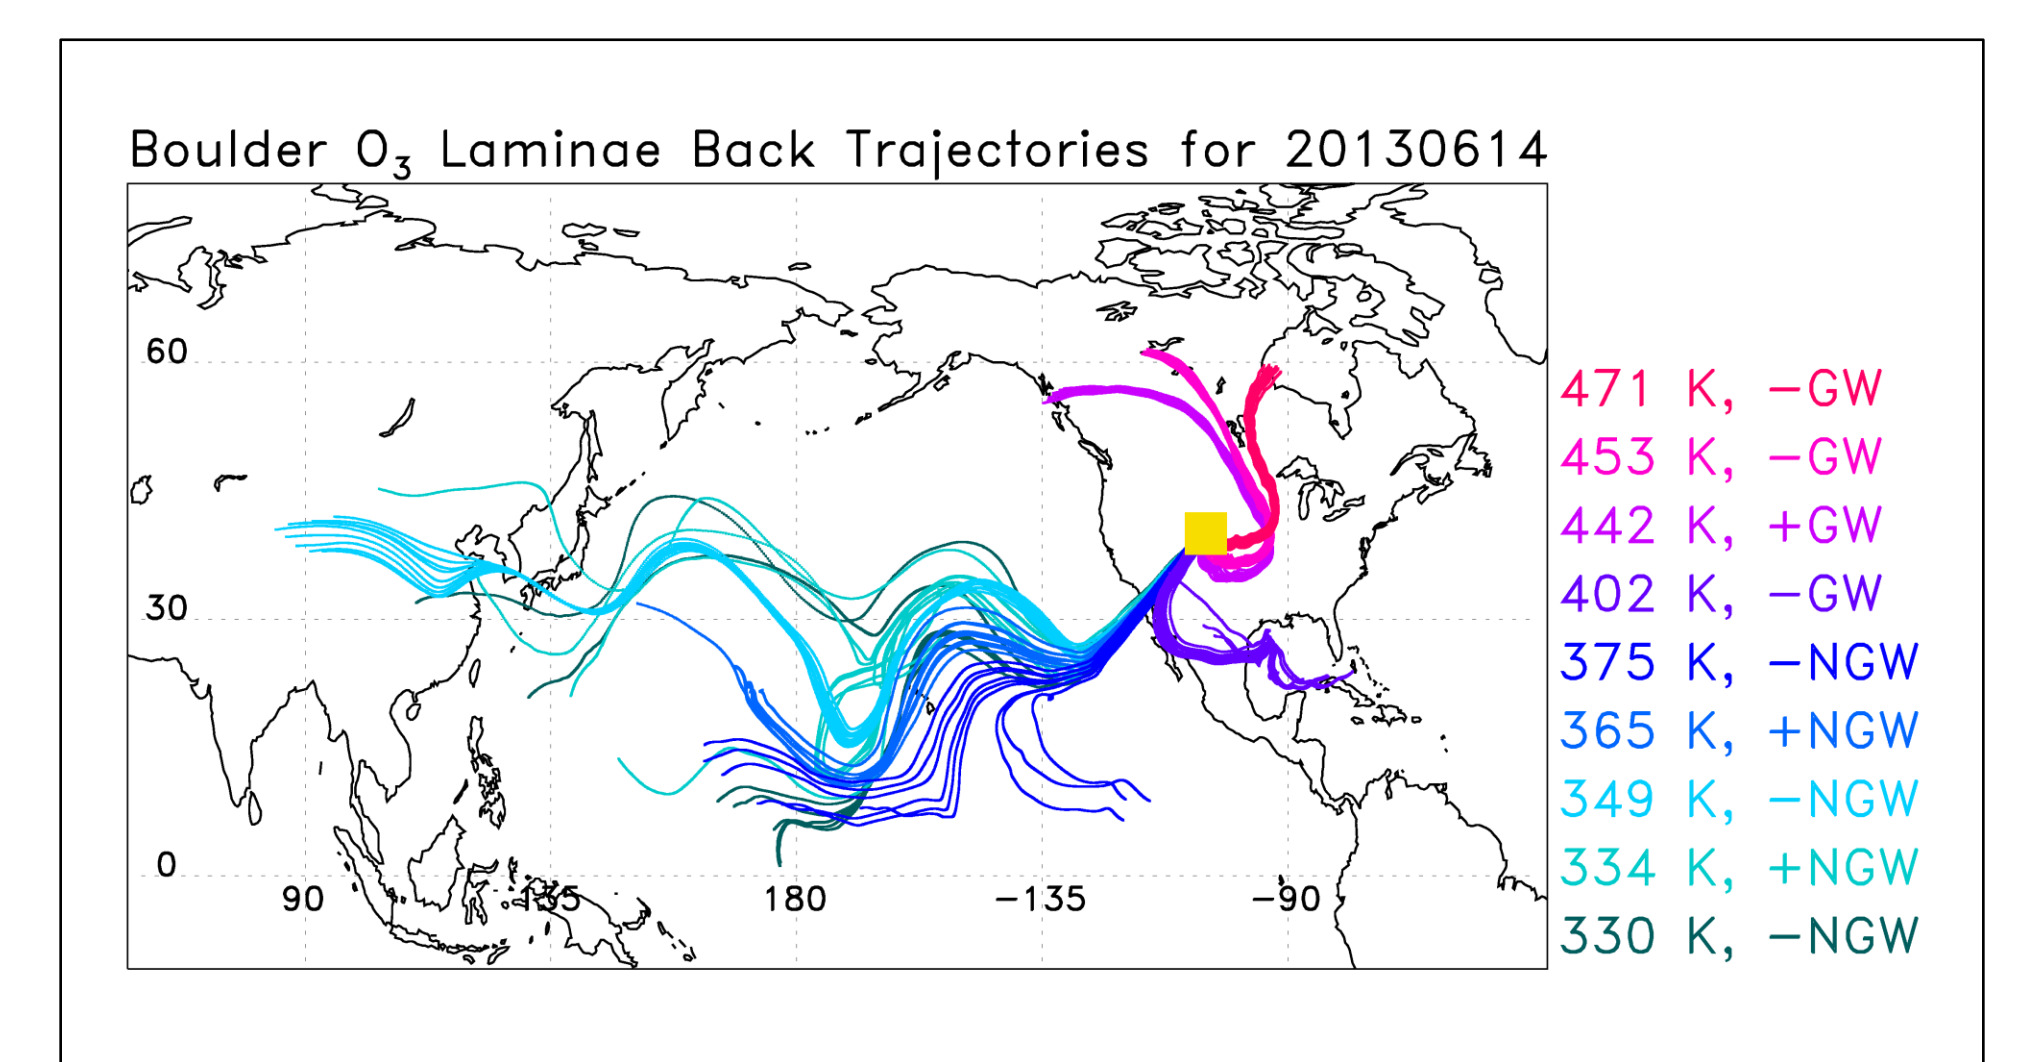 Boulder O₃ Laminae Back Trajectories for 20130614
60
30
0
90
135
180
−135
−90
471 K, −GW
453 K, −GW
442 K, +GW
402 K, −GW
375 K, −NGW
365 K, +NGW
349 K, −NGW
334 K, +NGW
330 K, −NGW